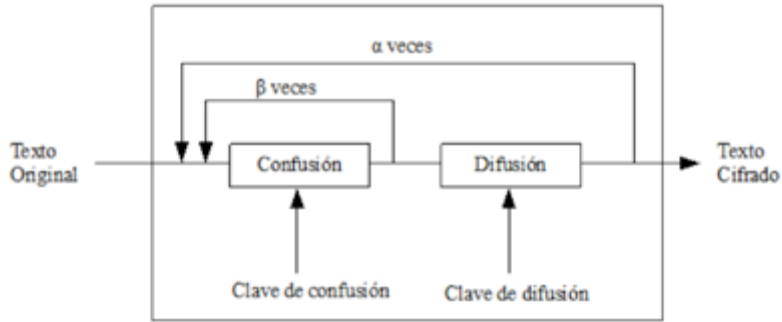 α veces
β veces
Texto
Original
Confusión
Difusión
Texto
Cifrado
Clave de confusión
Clave de difusión